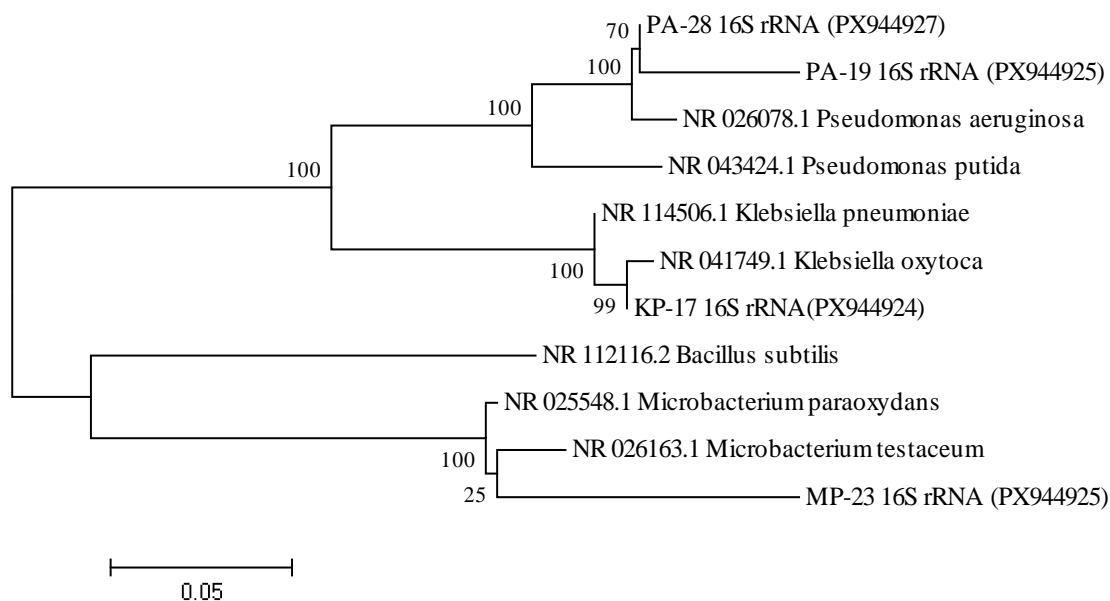 70
PA-28 16S rRNA (PX944927)
100
PA-19 16S rRNA (PX944925)
100
NR 026078.1 Pseudomonas aeruginosa
NR 043424.1 Pseudomonas putida
100
NR 114506.1 Klebsiella pneumoniae
100
NR 041749.1 Klebsiella oxytoca
99
KP-17 16S rRNA(PX944924)
NR 112116.2 Bacillus subtilis
NR 025548.1 Microbacterium paraoxydans
100
NR 026163.1 Microbacterium testaceum
25
MP-23 16S rRNA (PX944925)
0.05